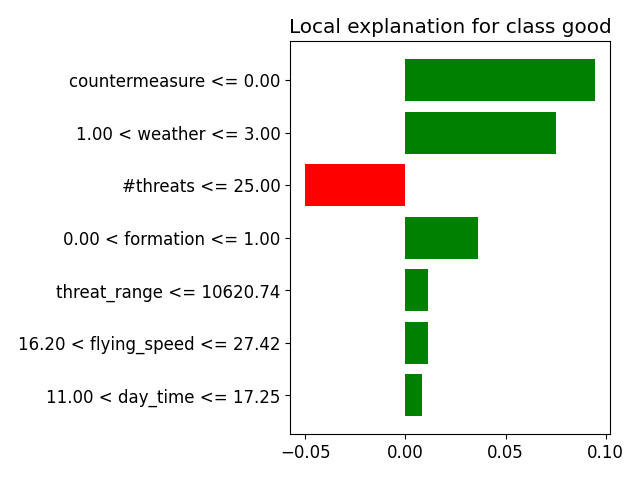 Local explanation for class good
countermeasure <= 0.00
1.00 < weather <= 3.00
#threats <= 25.00
0.00 < formation <= 1.00
threat_range <= 10620.74
16.20 < flying_speed <= 27.42
11.00 < day_time <= 17.25
−0.05 0.00 0.05 0.10